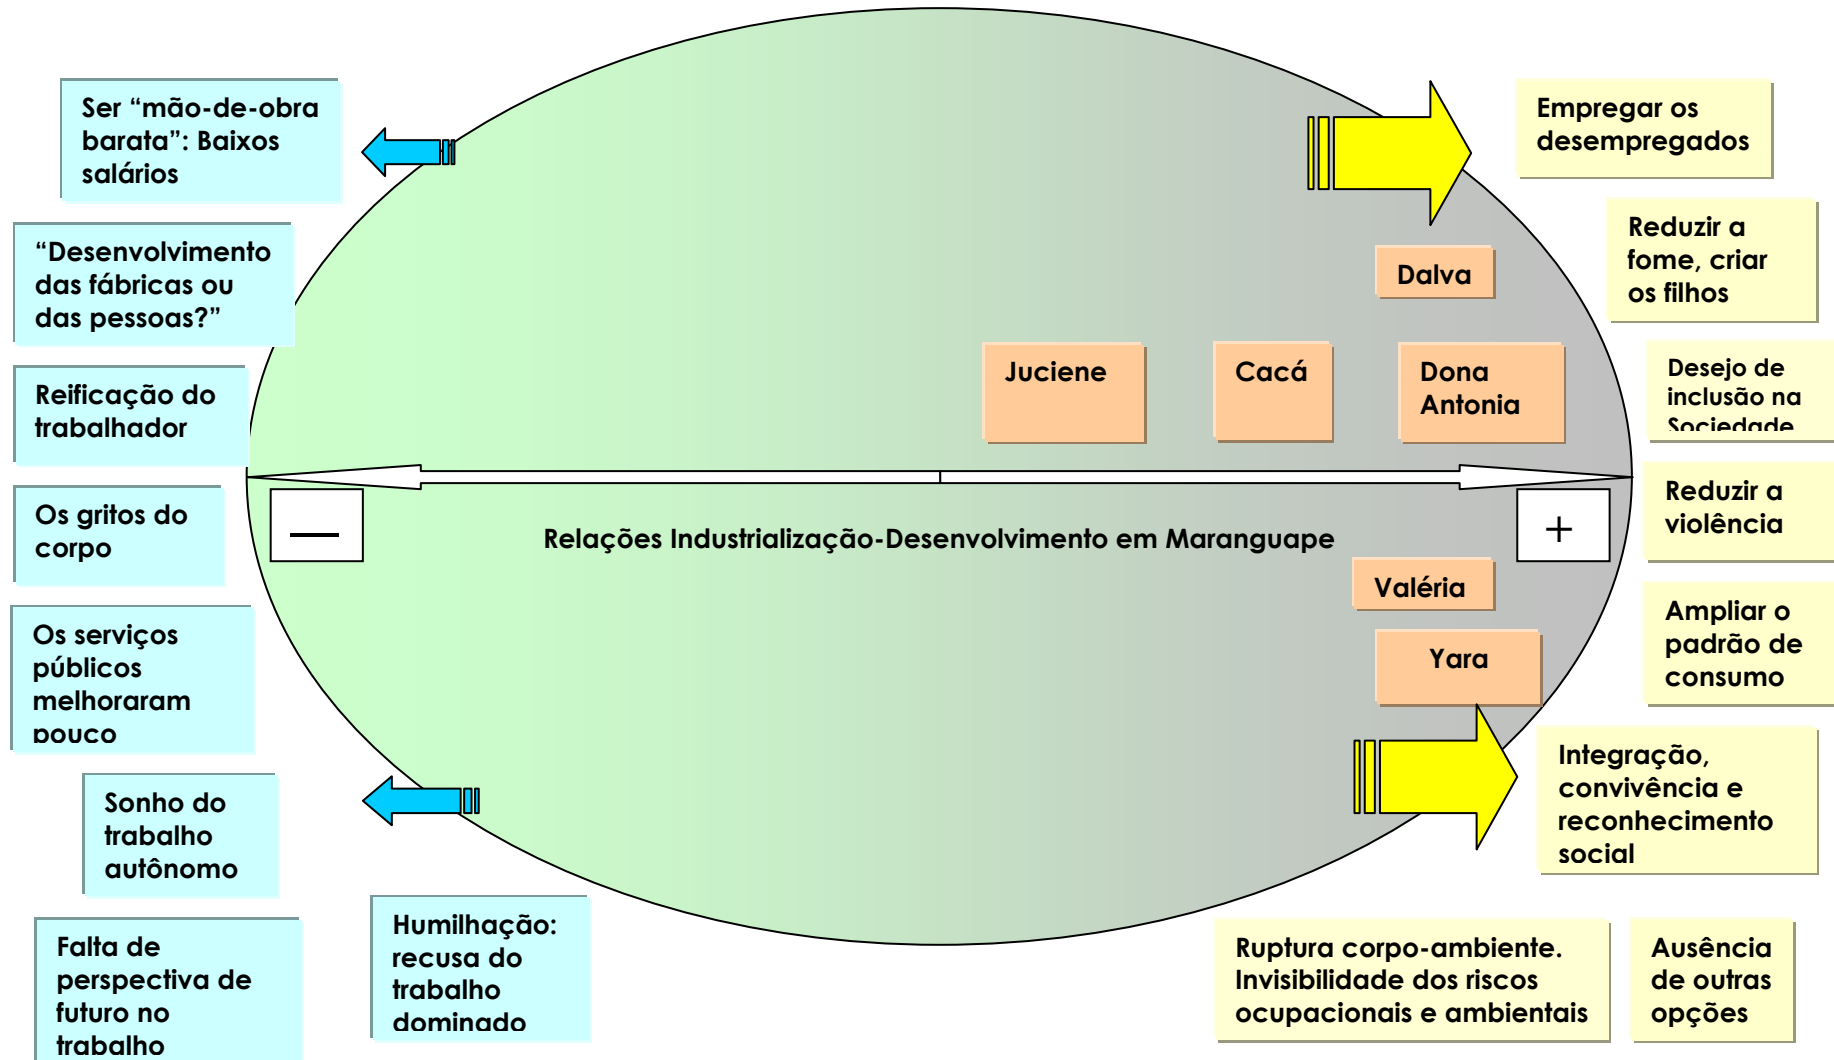 Ser “mão-de-obra
barata”: Baixos
salários
“Desenvolvimento
das fábricas ou
das pessoas?”
Reificação do
trabalhador
Os gritos do
corpo
Os serviços
públicos
melhoraram
pouco
Sonho do
trabalho
autônomo
Falta de
perspectiva de
futuro no
trabalho
Humilhação:
recusa do
trabalho
dominado
Dalva
Juciene
Cacá
Dona
Antonia
—
+
Relações Industrialização-Desenvolvimento em Maranguape
Valéria
Yara
Empregar os
desempregados
Reduzir a
fome, criar
os filhos
Desejo de
inclusão na
Sociedade
Reduzir a
violência
Ampliar o
padrão de
consumo
Integração,
convivência e
reconhecimento
social
Ruptura corpo-ambiente.
Invisibilidade dos riscos
ocupacionais e ambientais
Ausência
de outras
opções